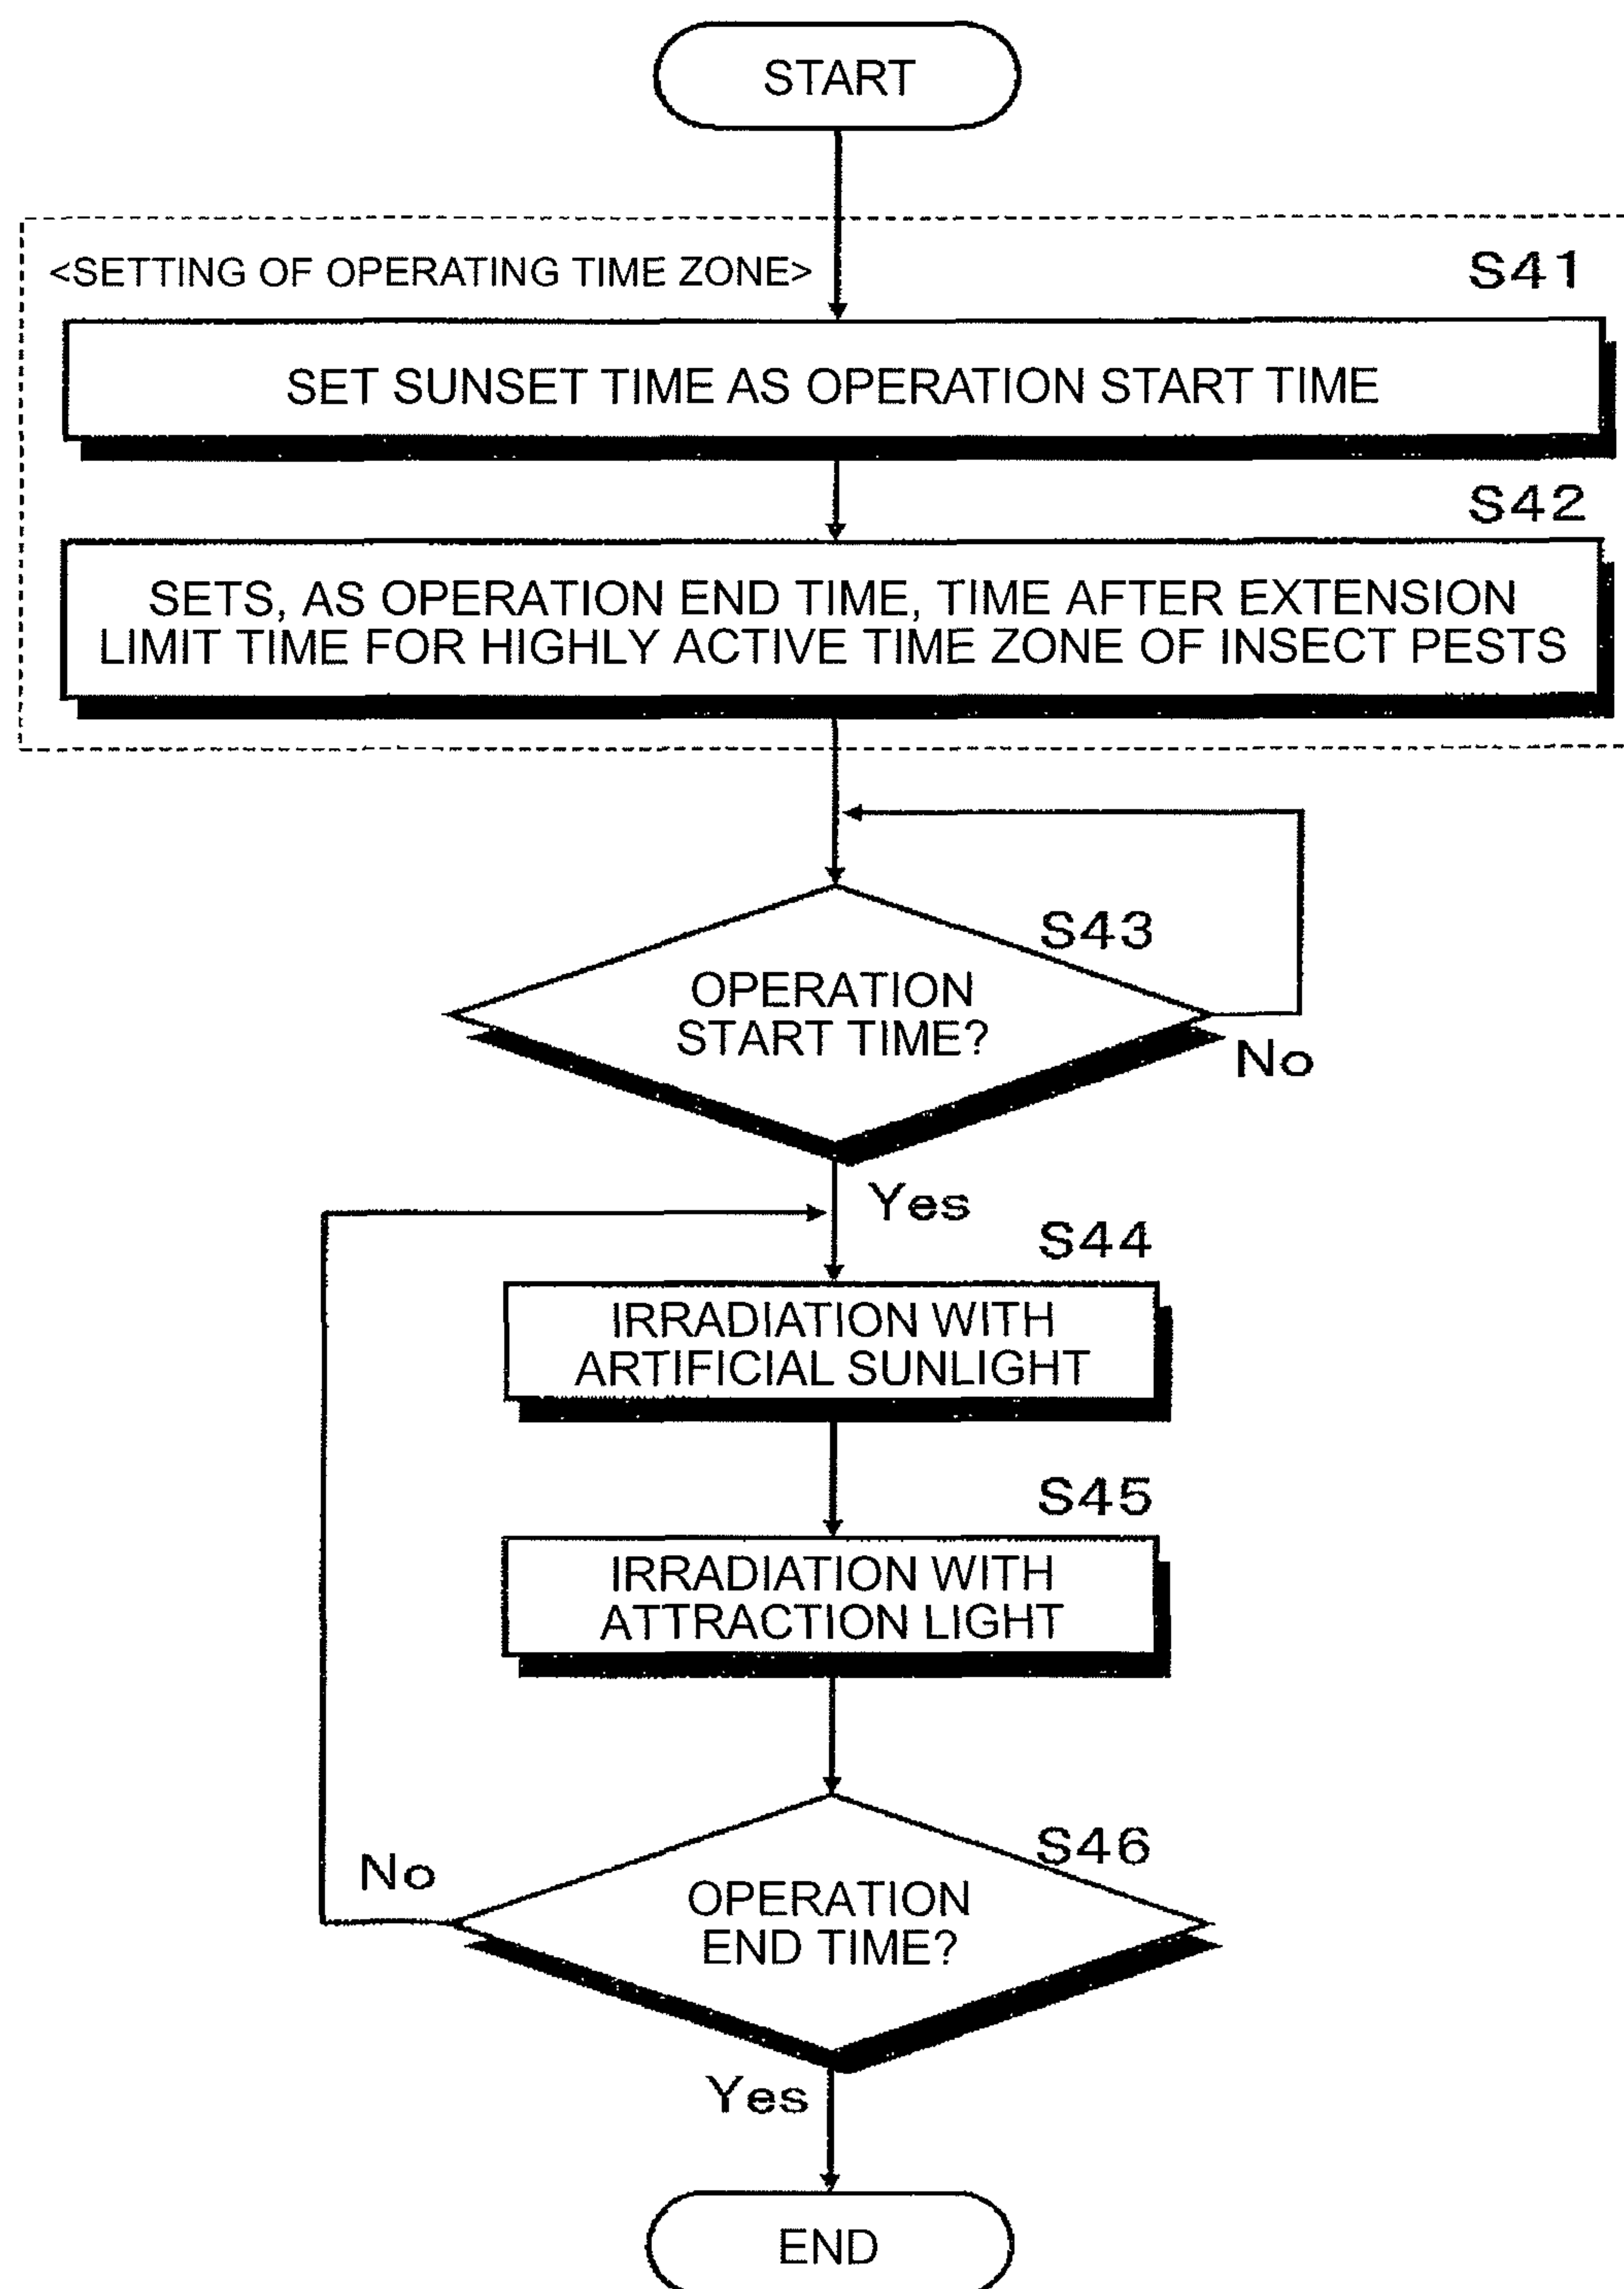 START
<SETTING OF OPERATING TIME ZONE>
S41
SET SUNSET TIME AS OPERATION START TIME
S42
SETS, AS OPERATION END TIME, TIME AFTER EXTENSION
LIMIT TIME FOR HIGHLY ACTIVE TIME ZONE OF INSECT PESTS
S43
OPERATION
START TIME?
No
Yes
S44
IRRADIATION WITH
ARTIFICIAL SUNLIGHT
S45
IRRADIATION WITH
ATTRACTION LIGHT
S46
No
OPERATION
END TIME?
Yes
END